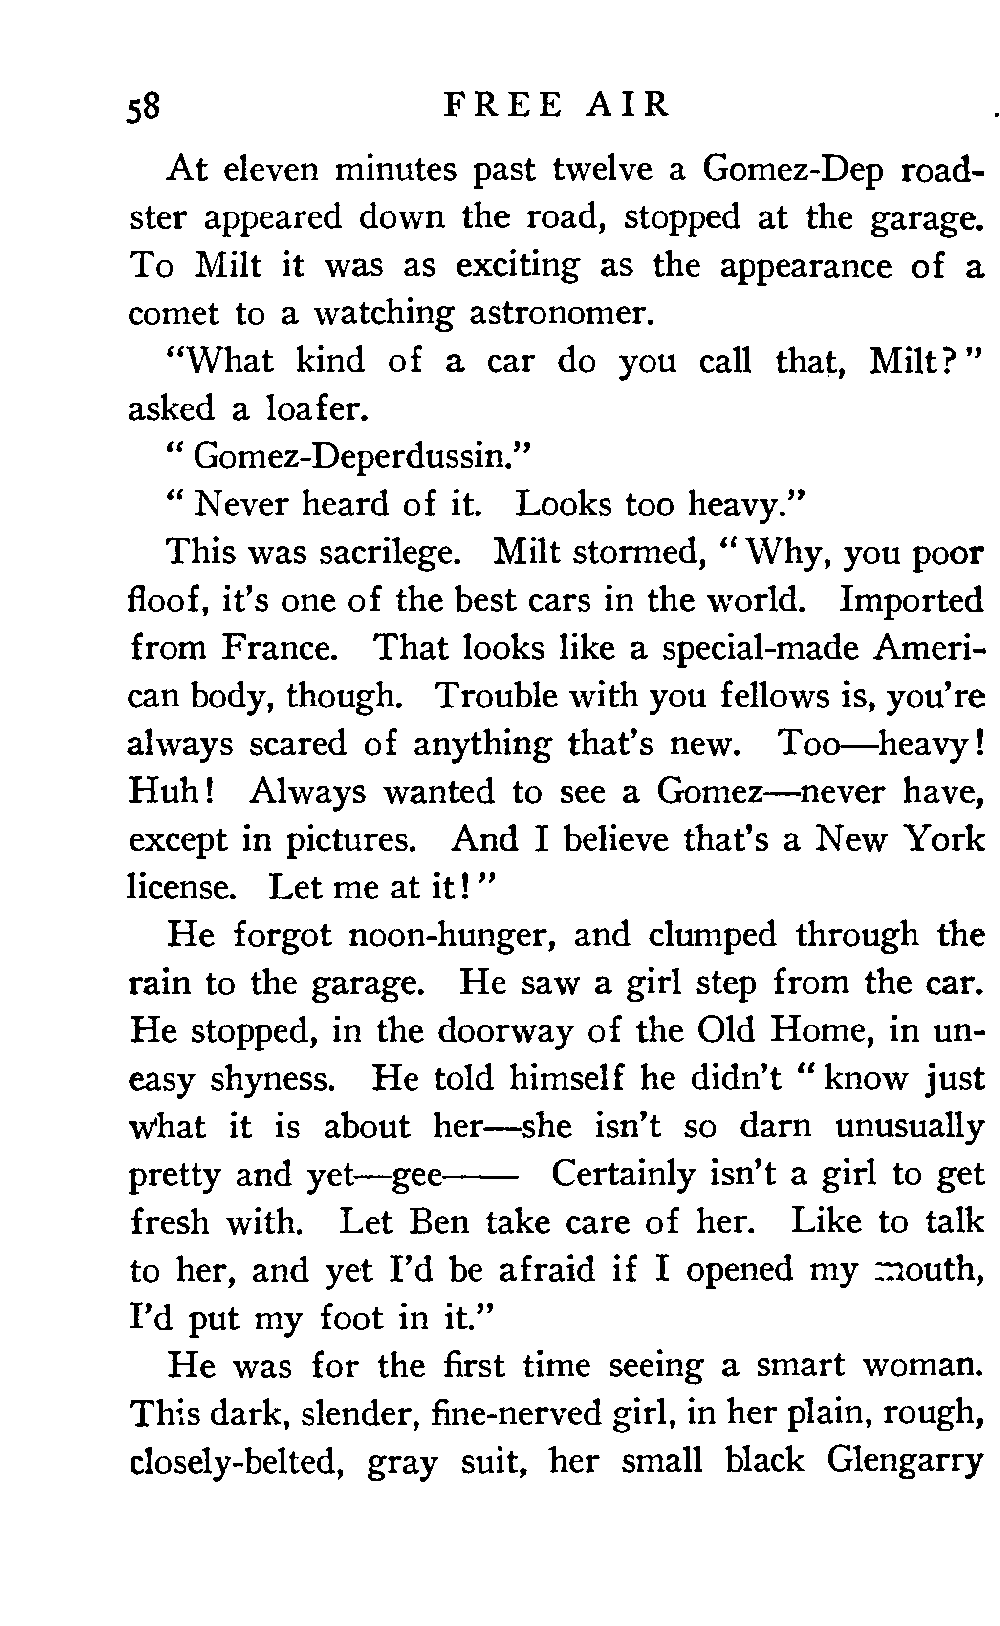 58 FREE AIR
At eleven minutes past twelve a Gomez-Dep road-
ster appeared down the road, stopped at the garage.
To Milt it was as exciting as the appearance of a
comet to a watching astronomer.
“What kind of a car do you call that, Milt?”
asked a loafer.
“Gomez-Deperdussin.”
“Never heard of it. Looks too heavy.”
This was sacrilege. Milt stormed, “Why, you poor
floof, it’s one of the best cars in the world. Imported
from France. That looks like a special-made Ameri-
can body, though. Trouble with you fellows is, you’re
always scared of anything that’s new. Too—heavy!
Huh! Always wanted to see a Gomez—never have,
except in pictures. And I believe that’s a New York
license. Let me at it!”
He forgot noon-hunger, and clumped through the
rain to the garage. He saw a girl step from the car.
He stopped, in the doorway of the Old Home, in un-
easy shyness. He told himself he didn’t “know just
what it is about her—she isn’t so darn unusually
pretty and yet—gee—— Certainly isn’t a girl to get
fresh with. Let Ben take care of her. Like to talk
to her, and yet I’d be afraid if I opened my mouth,
I’d put my foot in it.”
He was for the first time seeing a smart woman.
This dark, slender, fine-nerved girl, in her plain, rough,
closely-belted, gray suit, her small black Glengarry